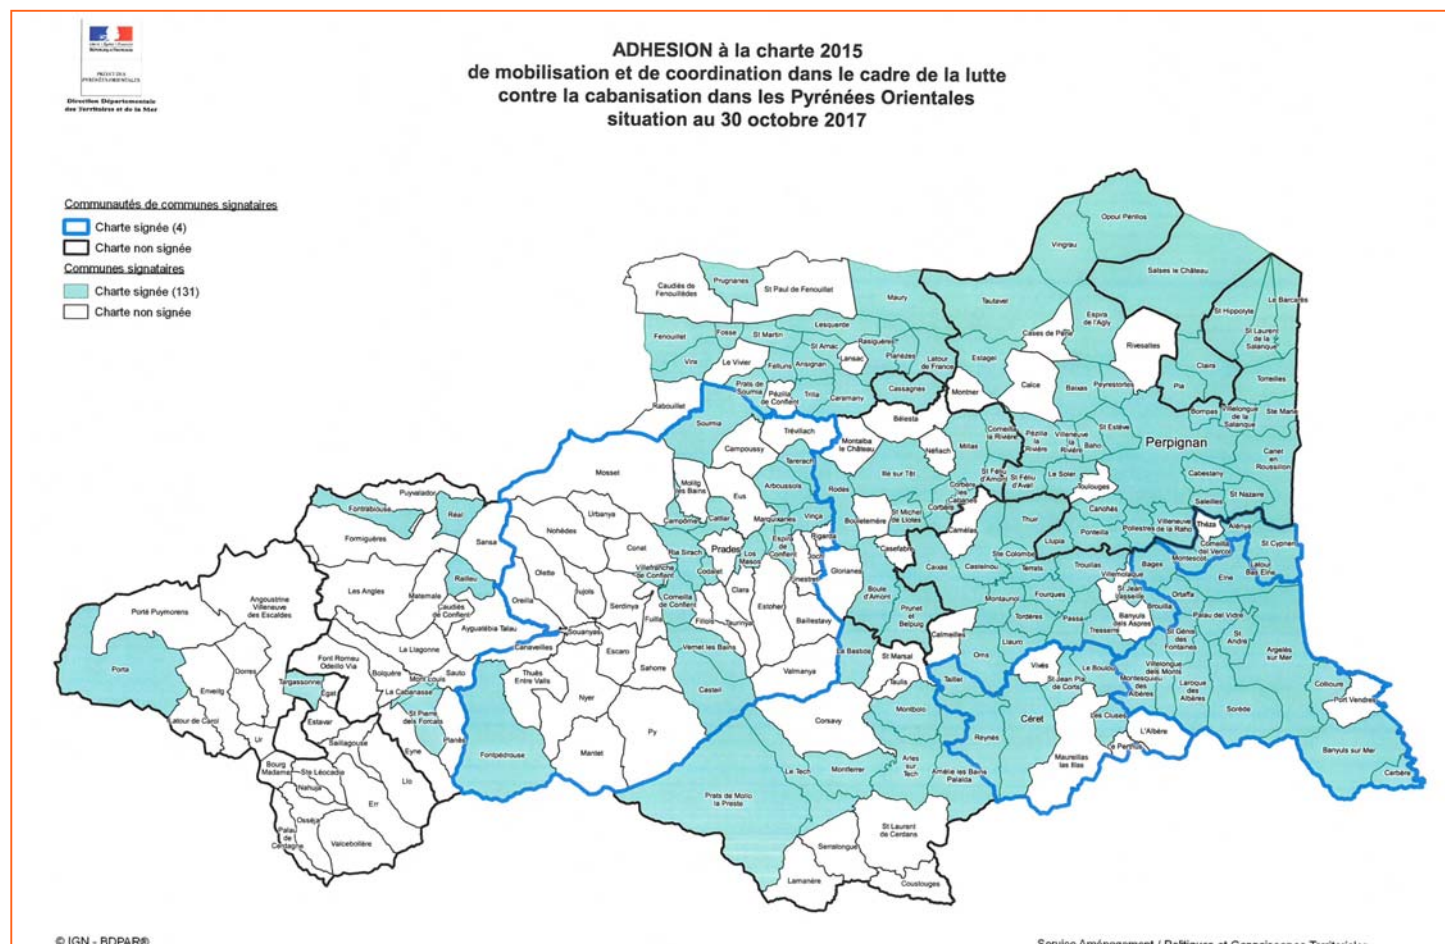 PREFET DES
PYRÉNÉES-ORIENTALES
Direction Départementale
des Territoires et de la Mer
ADHESION à la charte 2015
de mobilisation et de coordination dans le cadre de la lutte
contre la cabanisation dans les Pyrénées Orientales
situation au 30 octobre 2017
Communautés de communes signataires
Charte signée (4)
Charte non signée
Communes signataires
Charte signée (131)
Charte non signée
Opoul Périllos
Vingrau
Salses le Château
Le Barcarès
St Hippolyte
St Laurent
de la
Salanque
Claira
Pia
Torreilles
Caudiès de
Fenouillèdes
Prugnanes
St Paul de Fenouillet
Maury
Tautavel
Cases de Pène
Espira
de l'Agly
Rivesaltes
Fenouillet
Fosse
St Martin
Lesquerde
St Arnac
Rasiguères
Planèzes
Latour
de France
Estagel
Vira
Le Vivier
Felluns
Ansignan
Lansac
Cassagnes
Montner
Calce
Baixas
Peyrestortes
Prats de
Sournia
Pézilla
de Conflent
Trilla
Caramany
Rabouillet
Sournia
Trévillach
Bélesta
Campoussy
Tarerach
Montalba
le Château
Néfiach
Millas
Corneilla
la Rivière
Pézilla
la Rivière
Villeneuve
la Rivière
St Estève
Baho
Bompas
Villelongue
de la
Salanque
Ste Marie
Perpignan
Canet
en
Roussillon
Cabestany
St Nazaire
Saleilles
Mosset
Molitg
les Bains
Eus
Arboussols
Rodès
Ille sur Têt
St Féliu
d'Amont
St Féliu
d'Avall
Le Soler
Toulouges
Canohès
Corbère
les
Cabanes
Corbère
St Michel
de Llotes
Bouleternère
Camélas
Thuir
Llupia
Ponteilla
Pollestres
Villeneuve
de la Raho
Théza
Alénya
Corneilla
del Vercol
St Cyprien
Latour
Bas Elne
Montescot
Bages
Elne
Puyvalador
Fontrabiouse
Réal
Formiguères
Sansa
Nohèdes
Urbanya
Conat
Campôme
Catllar
Marquixanes
Vinça
Rigarda
Joch
Finestret
Espira
de
Conflent
Los
Masos
Prades
Ria Sirach
Codalet
Villefranche
de Conflent
Corneilla
de Conflent
Casefabre
Glorianes
Boule
d'Amont
Prunet
et
Belpuig
Caixas
Castelnou
Ste Colombe
Terrats
Trouillas
Villemolaque
St Jean
Lasseille
Banyuls
des Aspres
Brouilla
Ortaffa
Palau del Vidre
St Génis
des
Fontaines
St
André
Argelès
sur Mer
Montauriol
Fourques
Tordères
Passa
Tresserre
Llauro
Calmeilles
Oms
Olette
Jujols
Serdinya
Oreilla
Souanyas
Canaveilles
Escaro
Sahorre
Fuilla
Fillols
Taurinya
Clara
Estoher
Baillestavy
Valmanya
Vernet les Bains
Casteil
Railleu
Caudiès
de Conflent
Ayguatébia Talau
Matemale
Les Angles
La Llagonne
Sauto
Mont Louis
La Cabanasse
Bolquère
Font Romeu
Odeillo Via
Targassonne
Egat
Estavar
Saillagouse
St Pierre
dels Forcats
Planès
Eyne
Llo
Err
Ste Léocadie
Nahuja
Osséja
Palau
de
Cerdagne
Valcebollère
Bourg
Madame
Ur
Angoustrine
Villeneuve
des Escaldes
Dorres
Enveitg
Latour de Carol
Porté Puymorens
Porta
Thuès
Entre Valls
Nyer
Fontpédrouse
Mantet
Py
La Bastide
St Marsal
Taulis
Corsavy
Montbolo
Taillet
Vivès
Le Boulou
St Jean Pla
de Corts
Céret
Reynès
Montesquieu
des
Albères
Villelongue
dels Monts
Laroque
des
Albères
Sorède
Collioure
Port Vendres
Banyuls sur Mer
Cerbère
Les Cluses
L'Albère
Le Perthus
Maureillas
las Illas
Le Tech
Montferrer
Arles
sur
Tech
Amélie les Bains
Palalda
Prats de Mollo
la Preste
St Laurent
de Cerdans
Serralongue
Lamanère
Coustouges
© IGN - BDPAR®
Service Aménagement / Politiques et Connaissances Territoriales